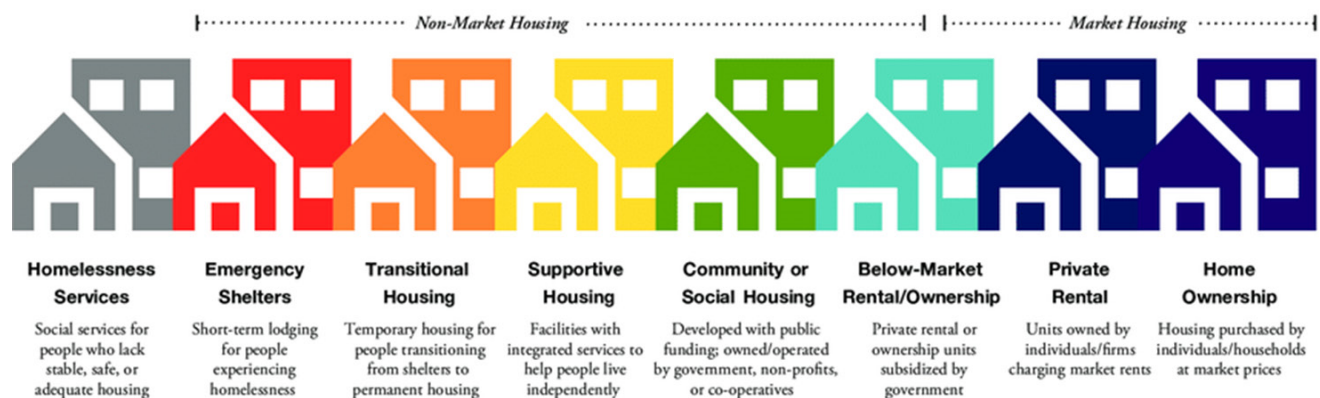 Non-Market Housing
Market Housing
Homelessness
Services
Social services for
people who lack
stable, safe, or
adequate housing
Emergency
Shelters
Short-term lodging
for people
experiencing
homelessness
Transitional
Housing
Temporary housing for
people transitioning
from shelters to
permanent housing
Supportive
Housing
Facilities with
integrated services to
help people live
independently
Community or
Social Housing
Developed with public
funding; owned/operated
by government, non-profits,
or co-operatives
Below-Market
Rental/Ownership
Private rental or
ownership units
subsidized by
government
Private
Rental
Units owned by
individuals/firms
charging market rents
Home
Ownership
Housing purchased by
individuals/households
at market prices